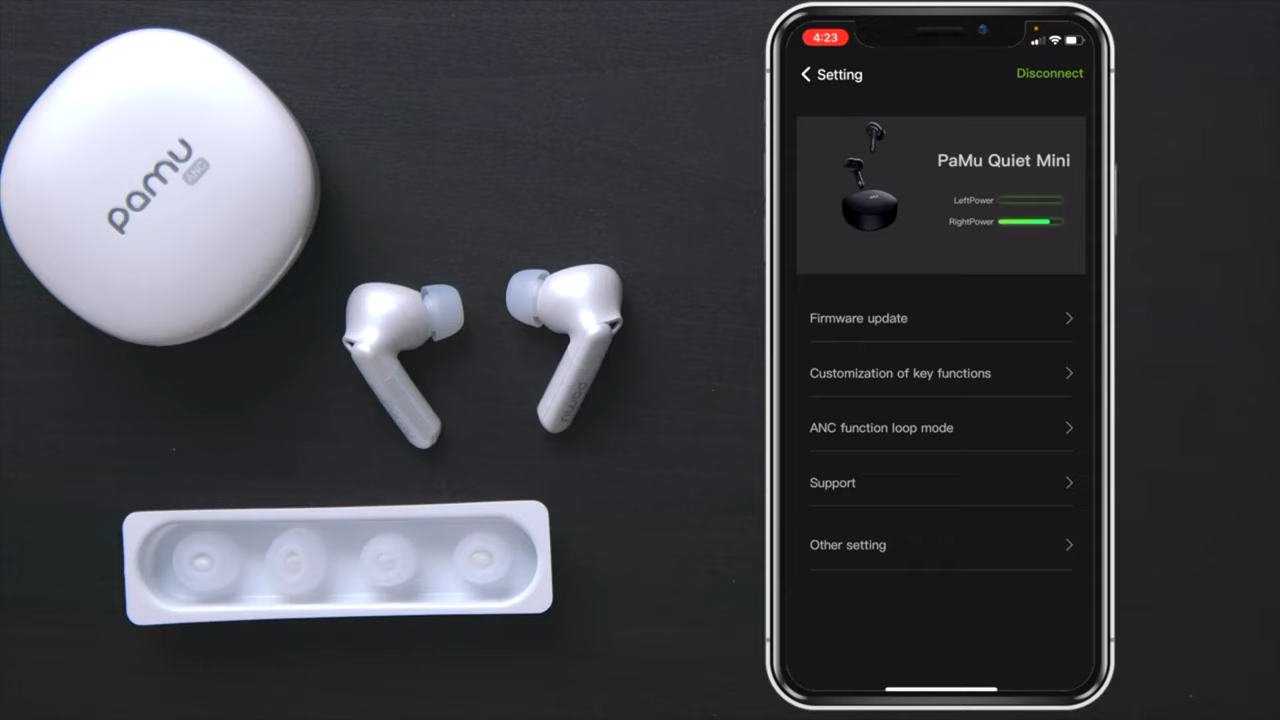 pamu
ANC
pamu
4:23
Setting
Disconnect
PaMu Quiet Mini
LeftPower
RightPower
Firmware update
Customization of key functions
ANC function loop mode
Support
Other setting